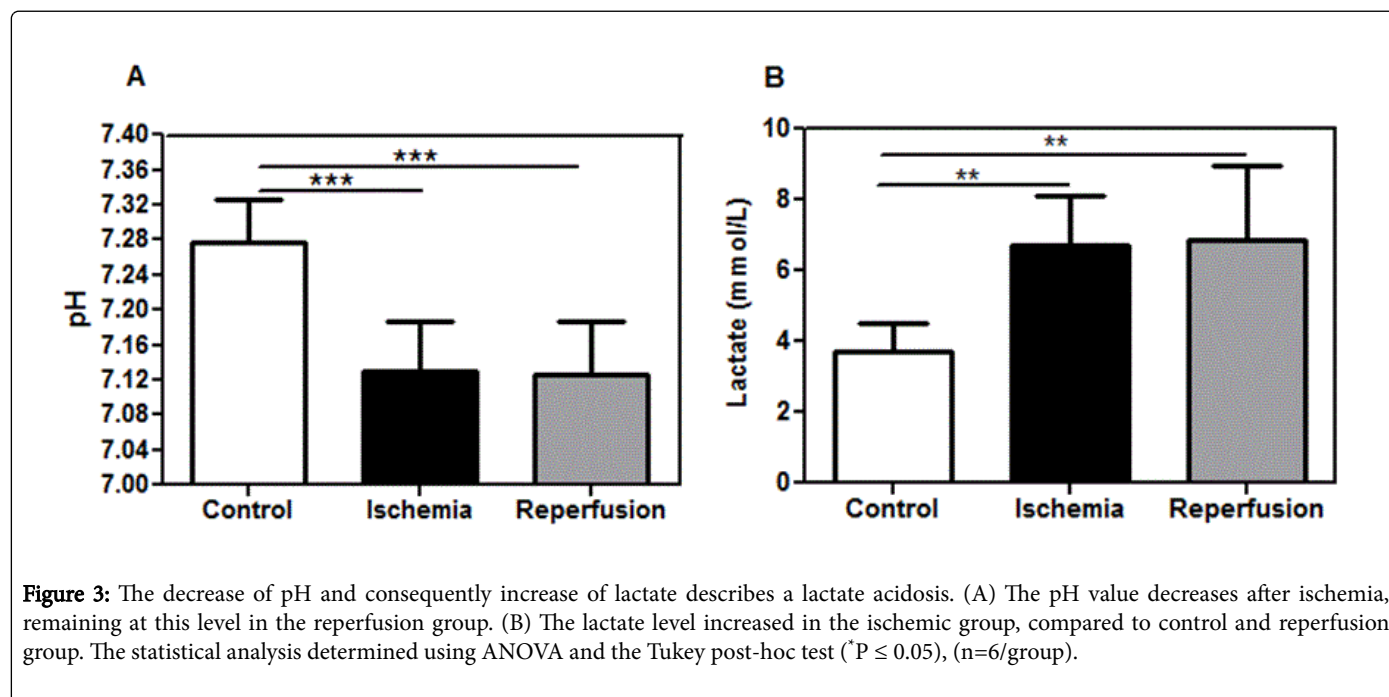 A
7.40
7.36
7.32
7.28
7.24
7.20
7.16
7.12
7.08
7.04
7.00
pH
***
***
Control Ischemia Reperfusion
B
10
8
6
4
2
0
Lactate (mmol/L)
**
**
Control Ischemia Reperfusion
Figure 3: The decrease of pH and consequently increase of lactate describes a lactate acidosis. (A) The pH value decreases after ischemia,
remaining at this level in the reperfusion group. (B) The lactate level increased in the ischemic group, compared to control and reperfusion
group. The statistical analysis determined using ANOVA and the Tukey post-hoc test (*P ≤ 0.05), (n=6/group).